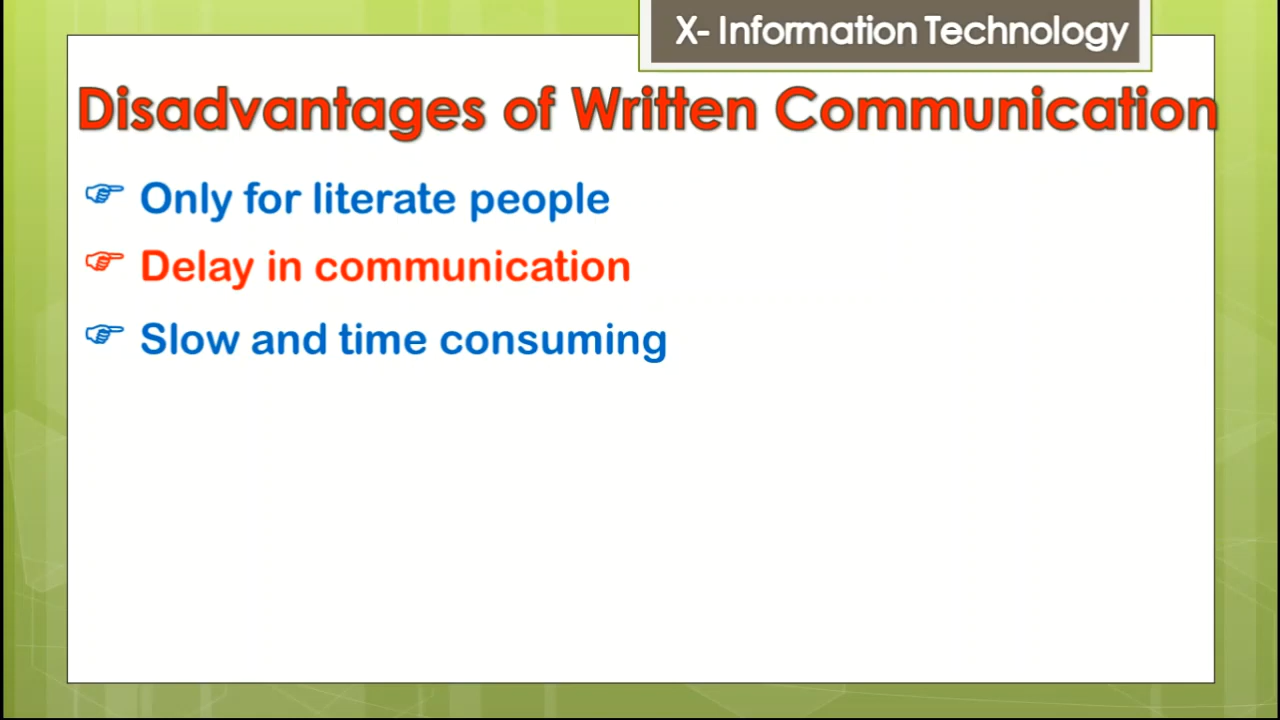 X- Information Technology
Disadvantages of Written Communication
☞ Only for literate people
☞ Delay in communication
☞ Slow and time consuming